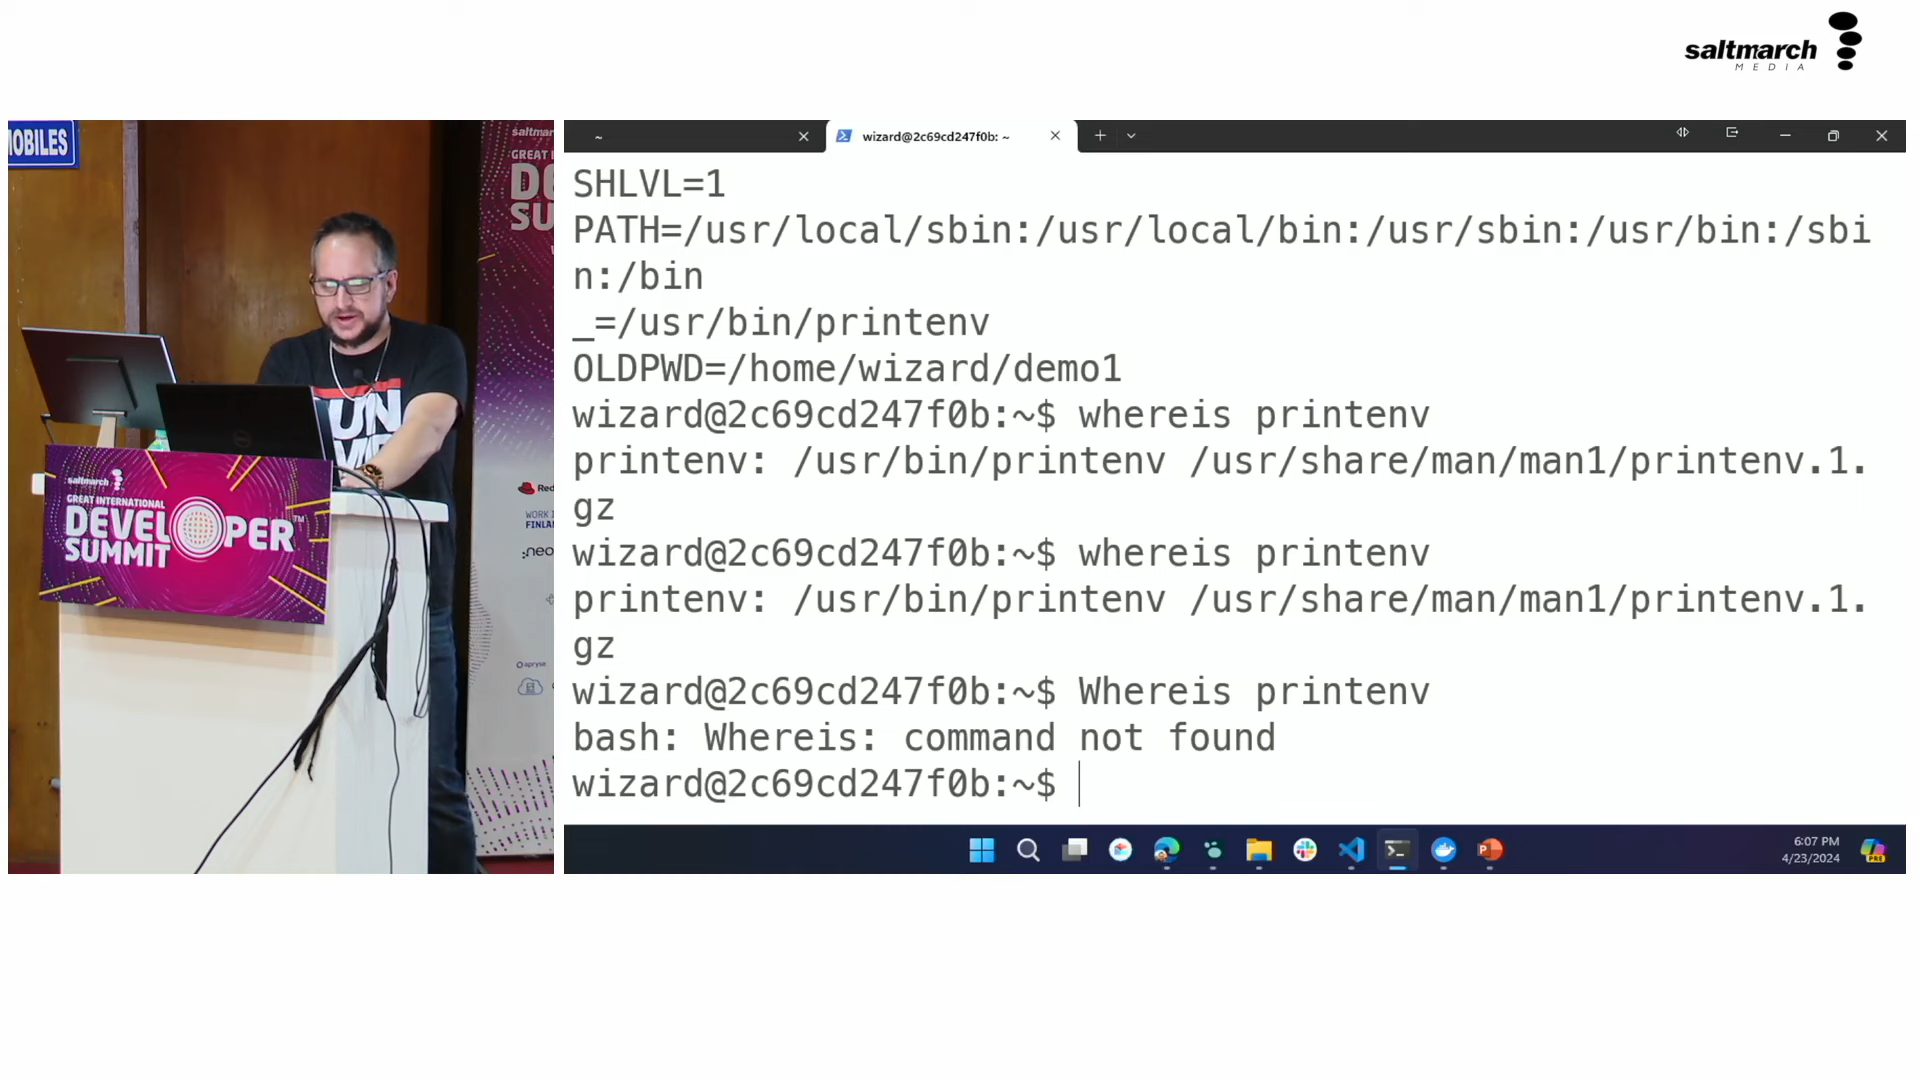 saltmarch
MEDIA
MOBILES
saltmarch
GREAT INTERNATIONAL
DEVELOPER™
SUMMIT
~
wizard@2c69cd247f0b: ~
SHLVL=1
PATH=/usr/local/sbin:/usr/local/bin:/usr/sbin:/usr/bin:/sbi
n:/bin
_=/usr/bin/printenv
OLDPWD=/home/wizard/demo1
wizard@2c69cd247f0b:~$ whereis printenv
printenv: /usr/bin/printenv /usr/share/man/man1/printenv.1.
gz
wizard@2c69cd247f0b:~$ whereis printenv
printenv: /usr/bin/printenv /usr/share/man/man1/printenv.1.
gz
wizard@2c69cd247f0b:~$ Whereis printenv
bash: Whereis: command not found
wizard@2c69cd247f0b:~$
6:07 PM
4/23/2024
PRE